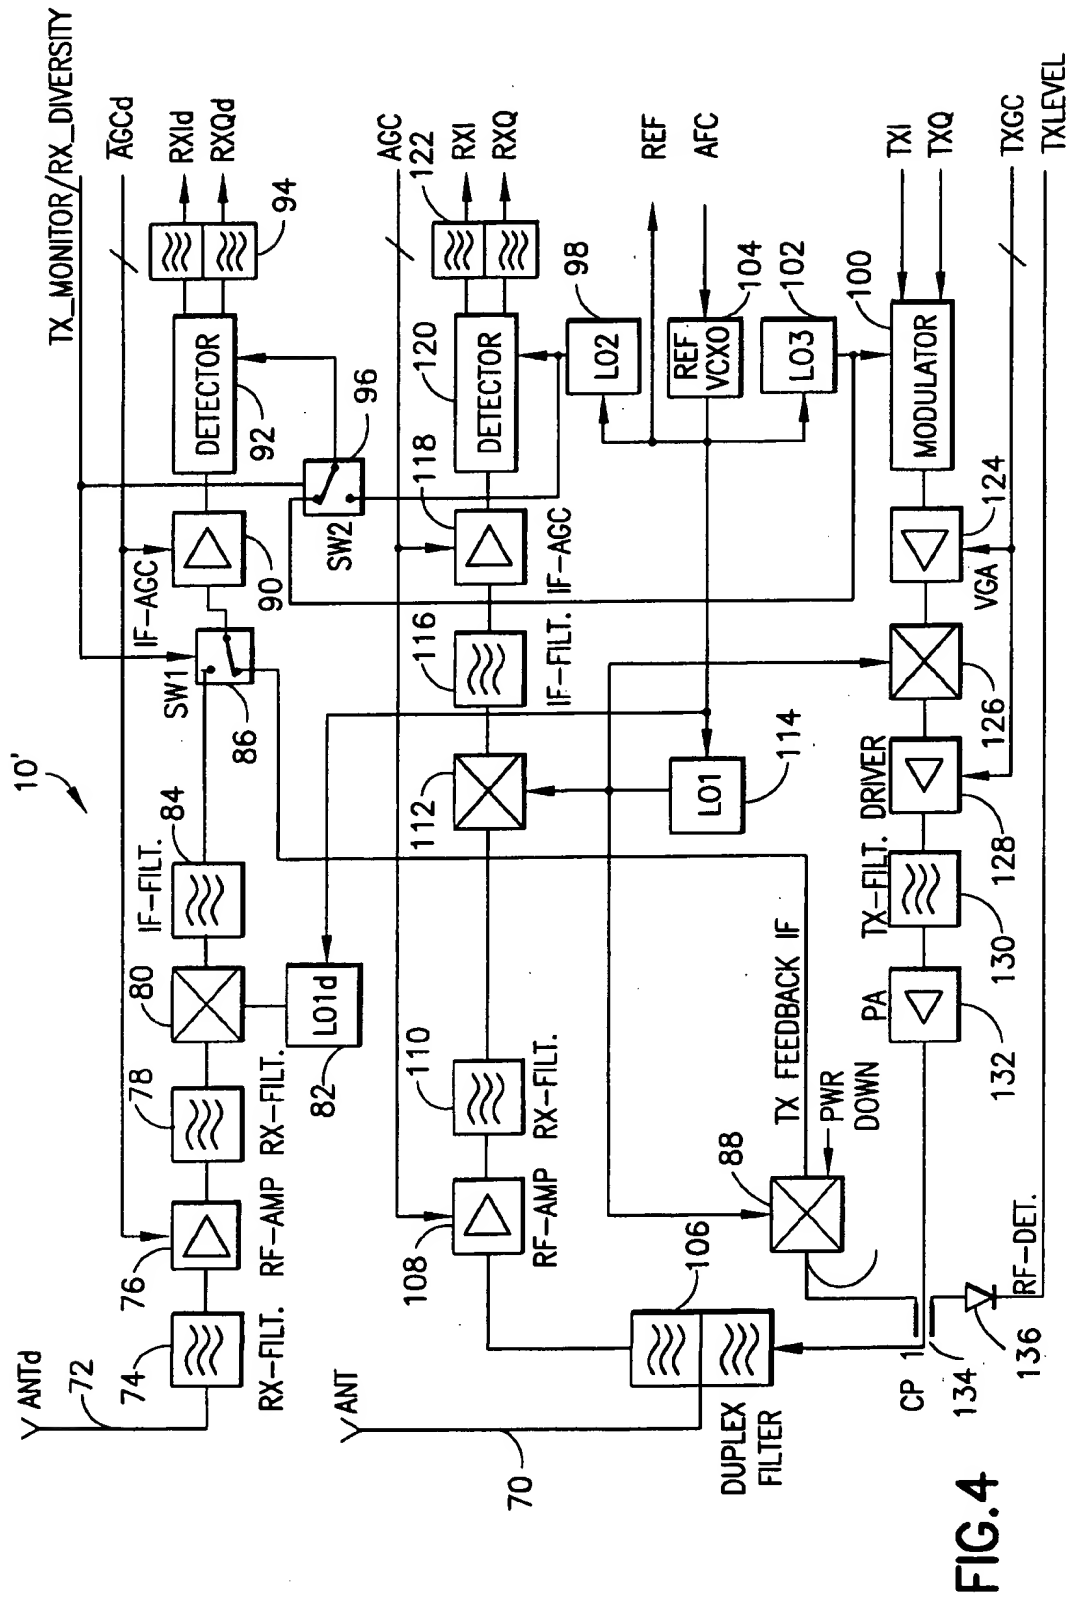 10'
TX_MONITOR/RX_DIVERSITY
AGCd
RXId
RXQd
94
DETECTOR
92
IF-AGC
90
SW1
86
IF-FILT.
84
80
LO1d
82
78
RX-FILT.
76
RF-AMP
74
RX-FILT.
72
ANTd
SW2
96
AGC
RXI
RXQ
122
DETECTOR
120
118
IF-AGC
116
IF-FILT.
112
110
RX-FILT.
108
RF-AMP
106
DUPLEX
FILTER
70
ANT
LO2
98
REF
AFC
REF
VCXO
104
LO3
102
LO1
114
88
TX FEEDBACK IF
PWR
DOWN
TXI
TXQ
MODULATOR
100
124
VGA
126
DRIVER
128
TX-FILT.
130
PA
132
CP 1
134
136
RF-DET.
TXGC
TXLEVEL
FIG.4